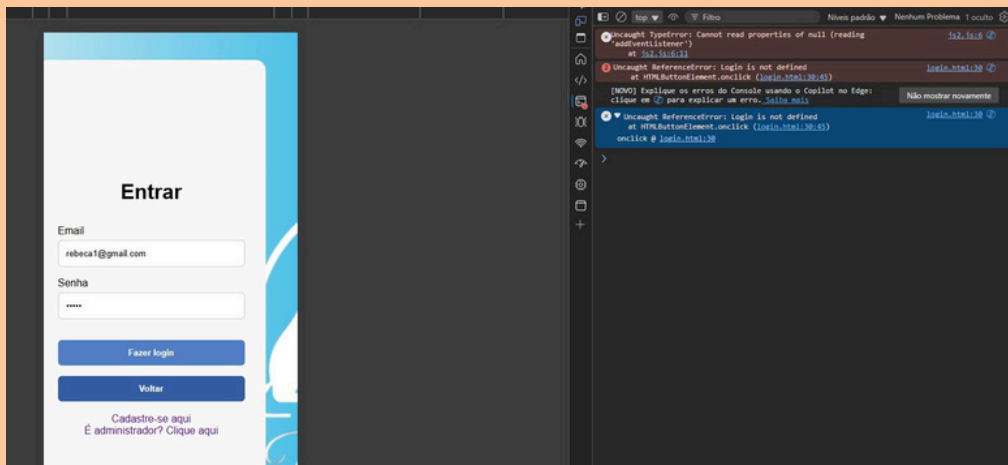 Entrar
Email
rebeca1@gmail.com
Senha
•••••
Fazer login
Voltar
Cadastre-se aqui
É administrador? Clique aqui
top
Filtro
Níveis padrão
Nenhum Problema
1 oculto
Uncaught TypeError: Cannot read properties of null (reading js2.js:6
'addEventListener')
at js2.js:6:11
2 Uncaught ReferenceError: Login is not defined login.html:30
at HTMLButtonElement.onclick (login.html:30:45)
[NOVO] Explique os erros do Console usando o Copilot no Edge:
clique em para explicar um erro. Saiba mais
Não mostrar novamente
Uncaught ReferenceError: Login is not defined login.html:30
at HTMLButtonElement.onclick (login.html:30:45)
onclick @ login.html:30